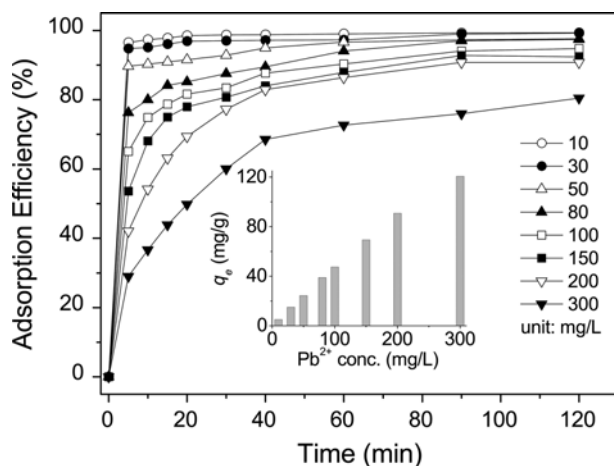 Adsorption Efficiency (%)
100
80
60
40
20
0
0 20 40 60 80 100 120
Time (min)
qe (mg/g)
120
80
40
0
0 100 200 300
Pb²⁺ conc. (mg/L)
10
30
50
80
100
150
200
300
unit: mg/L